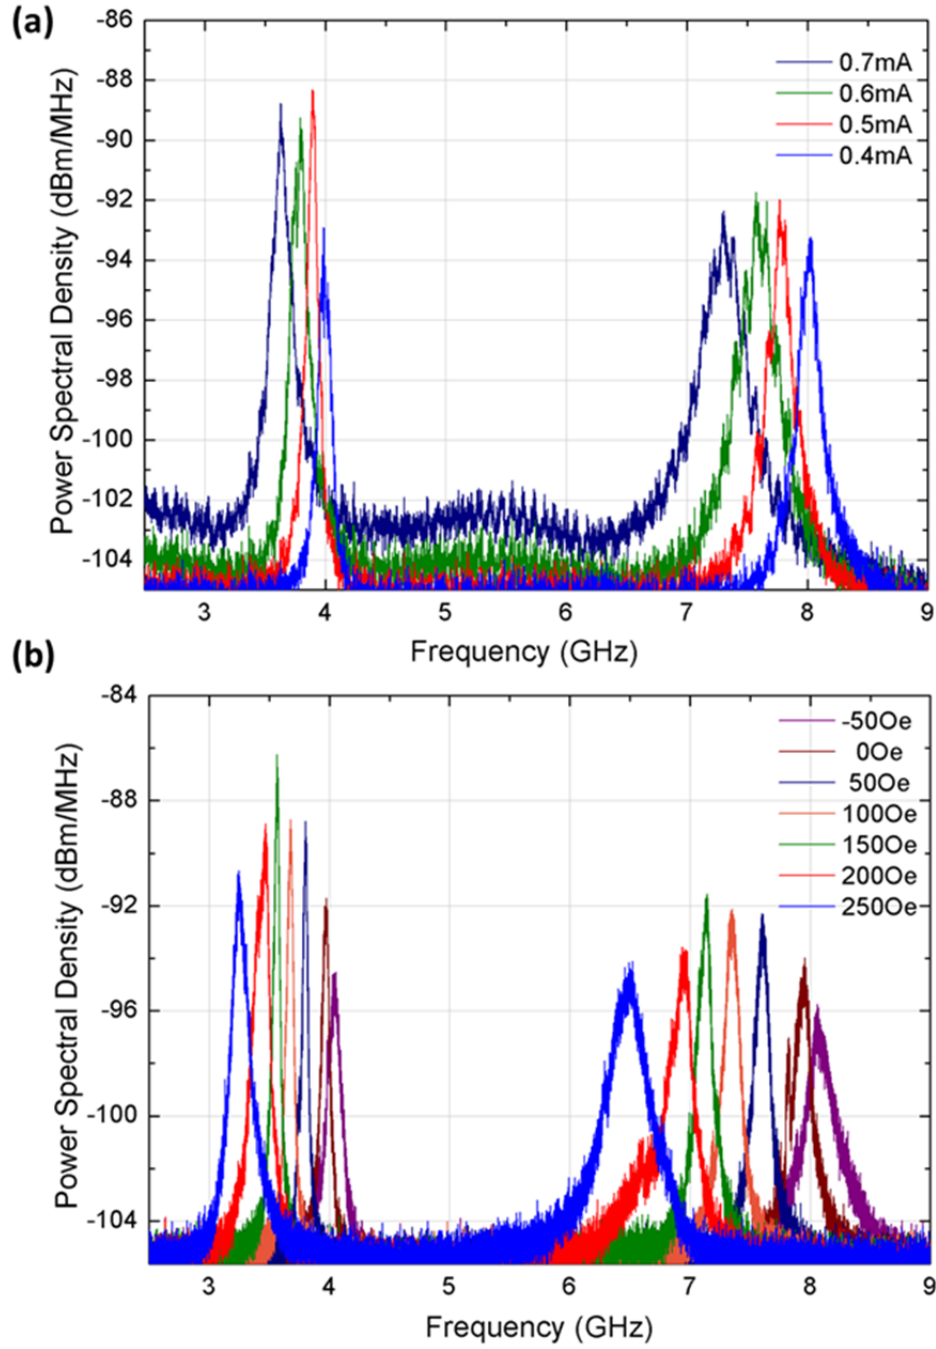 (a)
-86
-88
-90
-92
-94
-96
-98
-100
-102
-104
Power Spectral Density (dBm/MHz)
0.7mA
0.6mA
0.5mA
0.4mA
3 4 5 6 7 8 9
Frequency (GHz)
(b)
-84
-88
-92
-96
-100
-104
Power Spectral Density (dBm/MHz)
-50Oe
0Oe
50Oe
100Oe
150Oe
200Oe
250Oe
3 4 5 6 7 8 9
Frequency (GHz)